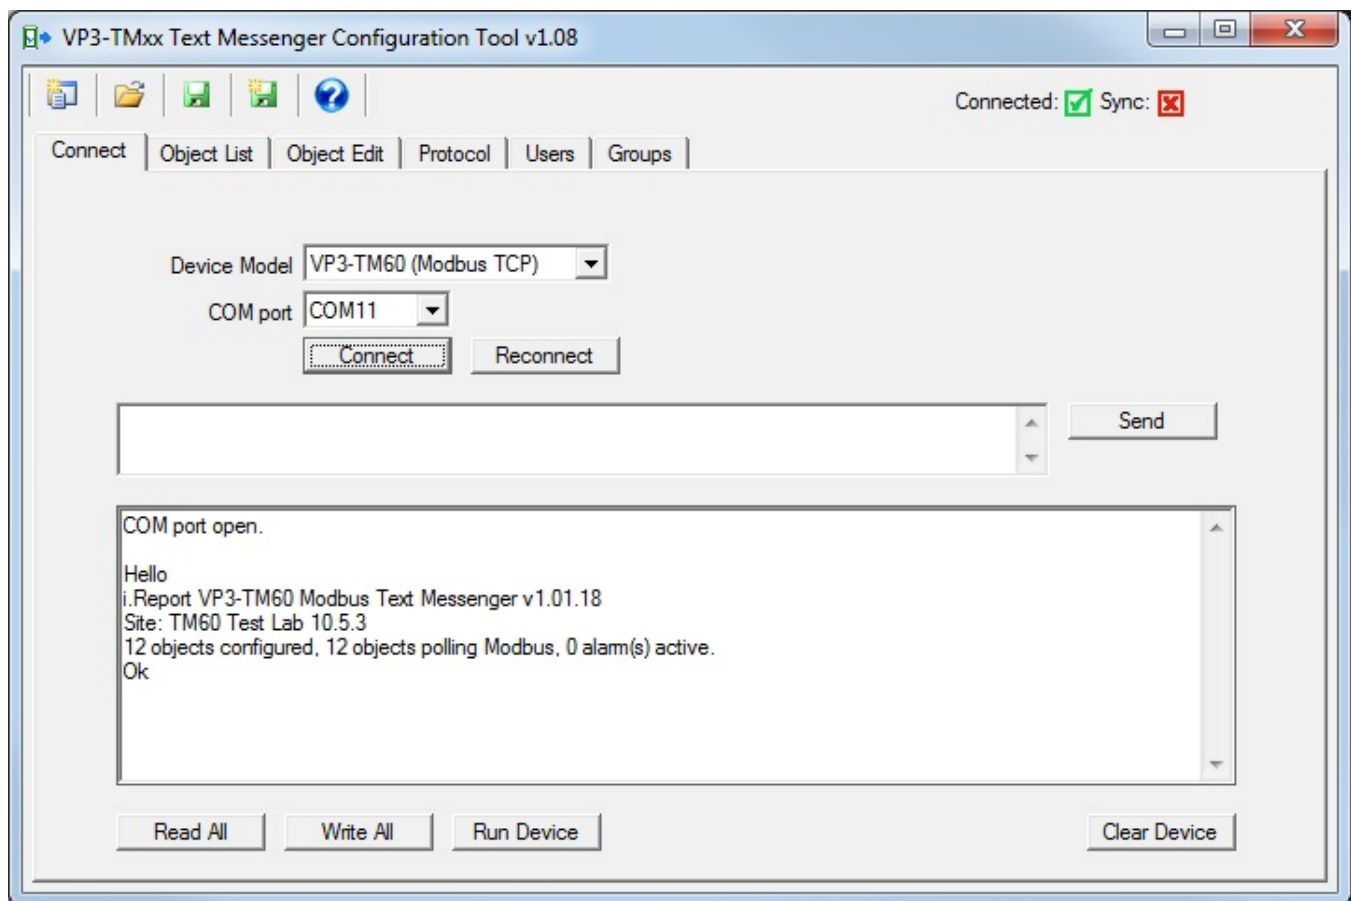 VP3-TMxx Text Messenger Configuration Tool v1.08
Connected: Sync:
Connect Object List Object Edit Protocol Users Groups
Device Model VP3-TM60 (Modbus TCP)
COM port COM11
Connect Reconnect
Send
COM port open.
Hello
i.Report VP3-TM60 Modbus Text Messenger v1.01.18
Site: TM60 Test Lab 10.5.3
12 objects configured, 12 objects polling Modbus, 0 alarm(s) active.
Ok
Read All Write All Run Device Clear Device